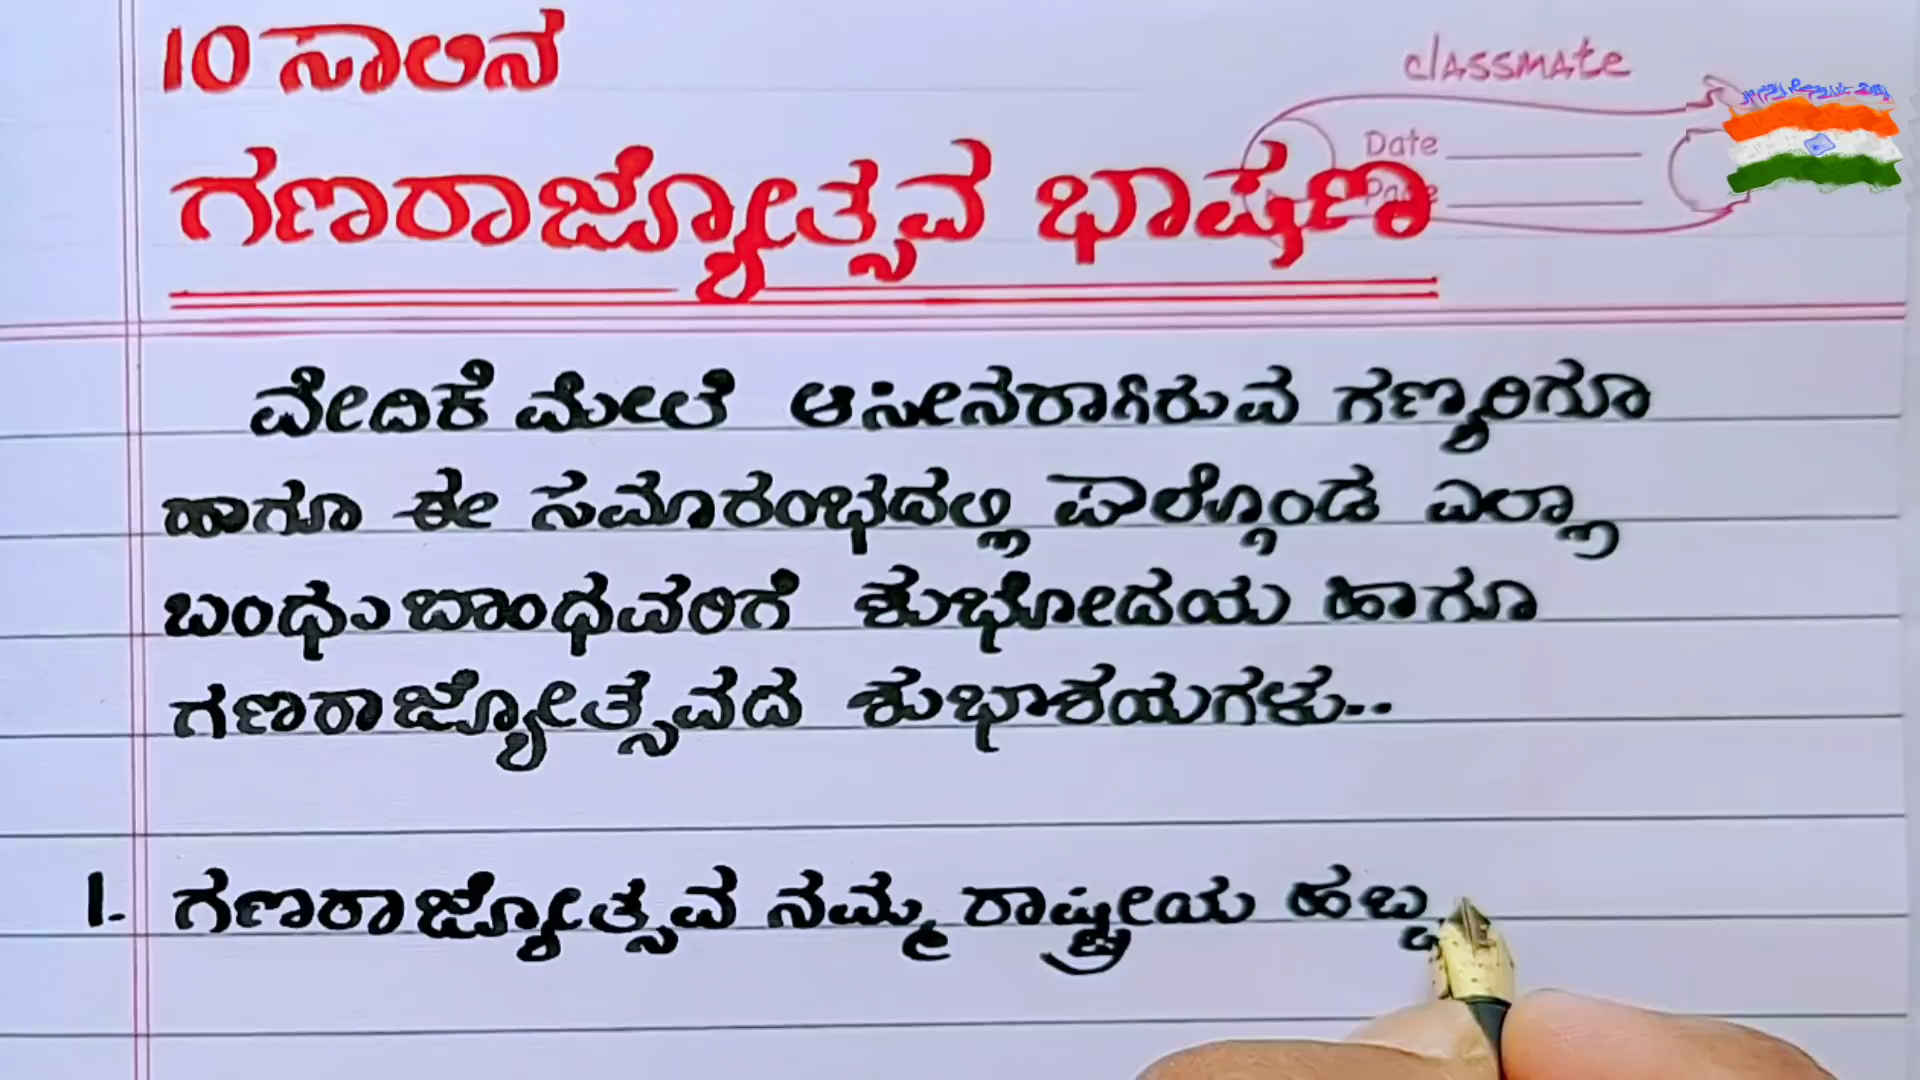 10 ಸಾಲಿನ
classmate
Date
Page
ಗಣರಾಜ್ಯೋತ್ಸವ ಭಾಷಣ
ವೇದಿಕೆ ಮೇಲೆ ಆಸೀನರಾಗಿರುವ ಗಣ್ಯರಿಗೂ
ಹಾಗೂ ಈ ಸಮಾರಂಭದಲ್ಲಿ ಪಾಲ್ಗೊಂಡ ಎಲ್ಲಾ
ಬಂಧು ಬಾಂಧವರಿಗೆ ಶುಭೋದಯ ಹಾಗೂ
ಗಣರಾಜ್ಯೋತ್ಸವದ ಶುಭಾಶಯಗಳು..
1. ಗಣರಾಜ್ಯೋತ್ಸವ ನಮ್ಮ ರಾಷ್ಟ್ರೀಯ ಹಬ್ಬ